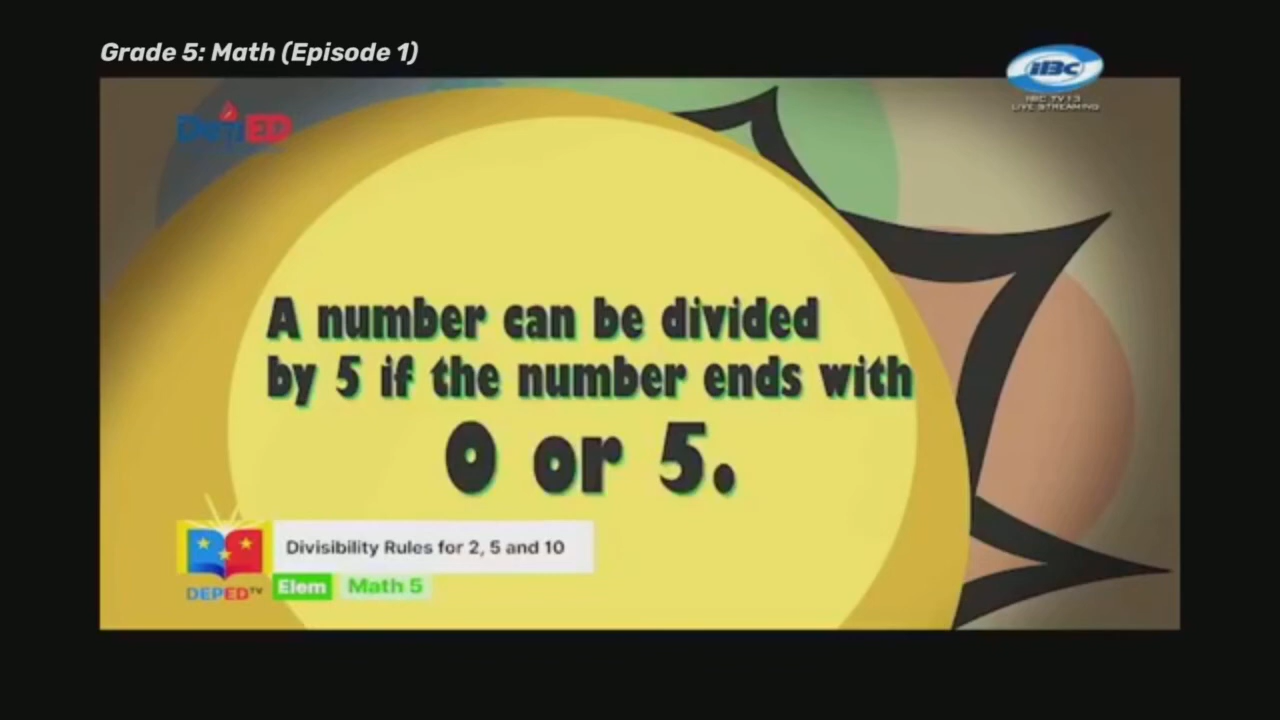 Grade 5: Math (Episode 1)
iBC
IBC TV13
LIVE STREAMING
DepED
A number can be divided
by 5 if the number ends with
0 or 5.
Divisibility Rules for 2, 5 and 10
DEPED TV
Elem Math 5